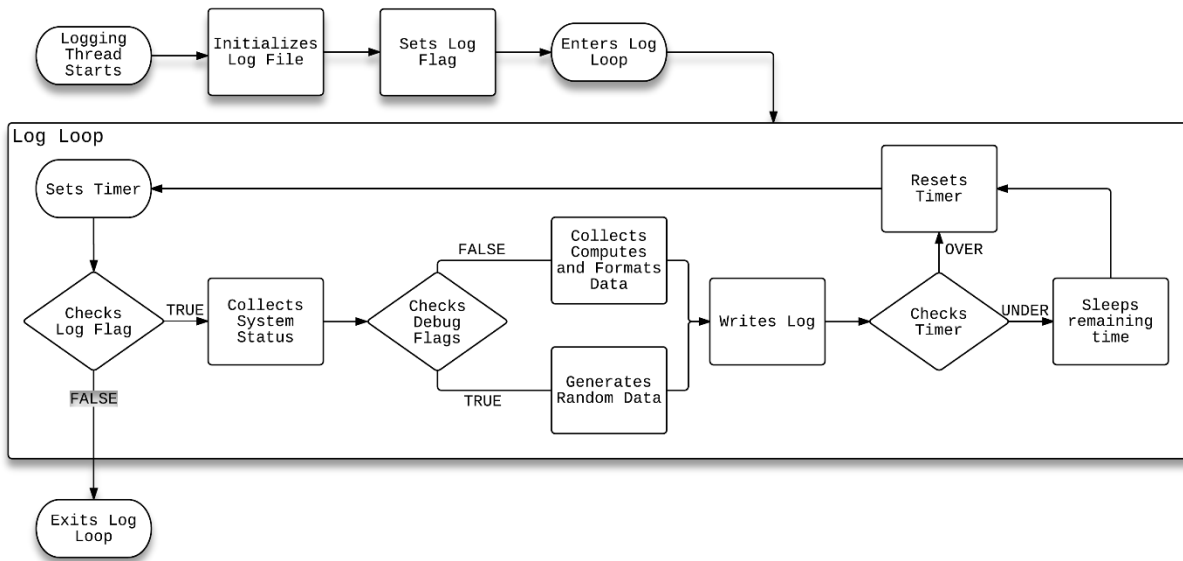 Logging
Thread
Starts
Initializes
Log File
Sets Log
Flag
Enters Log
Loop
Log Loop
Sets Timer
Resets
Timer
Checks
Log Flag
TRUE
FALSE
Collects
System
Status
Checks
Debug
Flags
FALSE
Collects
Computes
and Formats
Data
TRUE
Generates
Random Data
Writes Log
Checks
Timer
OVER
UNDER
Sleeps
remaining
time
Exits Log
Loop